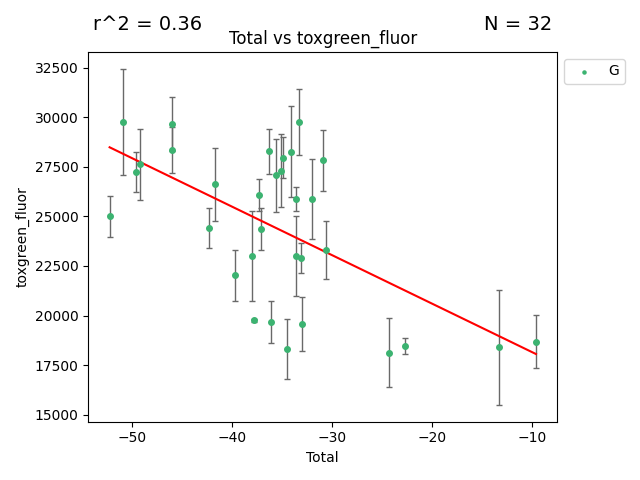 r^2 = 0.36
N = 32
Total vs toxgreen_fluor
G
32500
30000
27500
25000
22500
20000
17500
15000
toxgreen_fluor
−50
−40
−30
−20
−10
Total